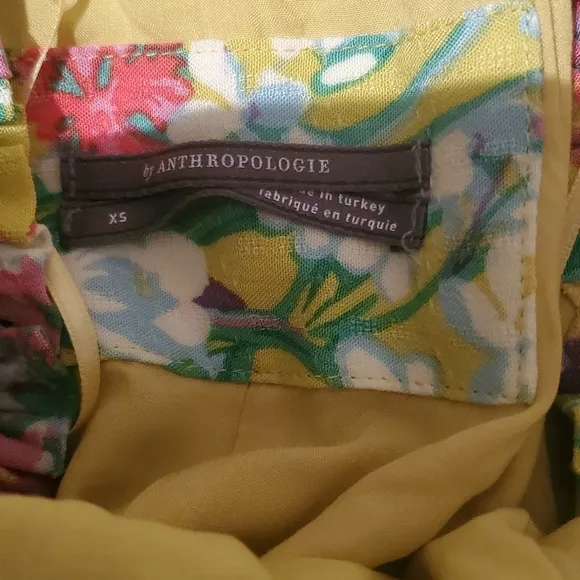 by ANTHROPOLOGIE
in turkey
fabriqué en turquie
XS